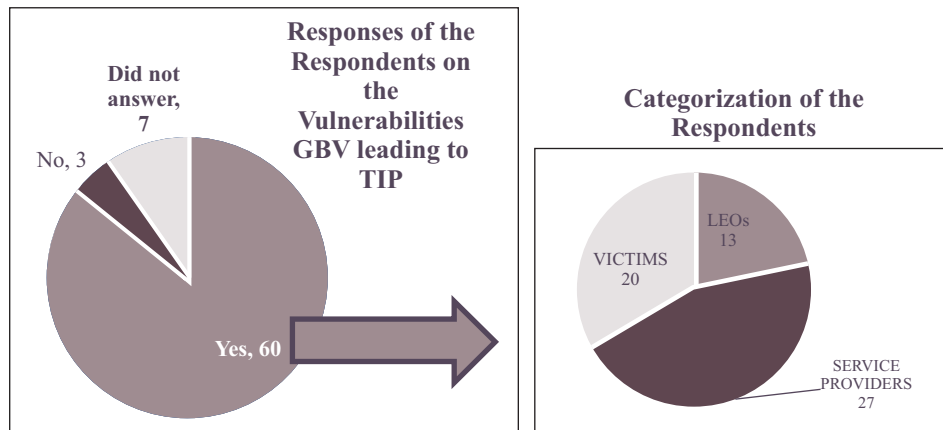 Responses of the
Respondents on
the
Vulnerabilities
GBV leading to
TIP
Did not
answer,
7
No, 3
Yes, 60
Categorization of the
Respondents
LEOs
13
VICTIMS
20
SERVICE
PROVIDERS
27